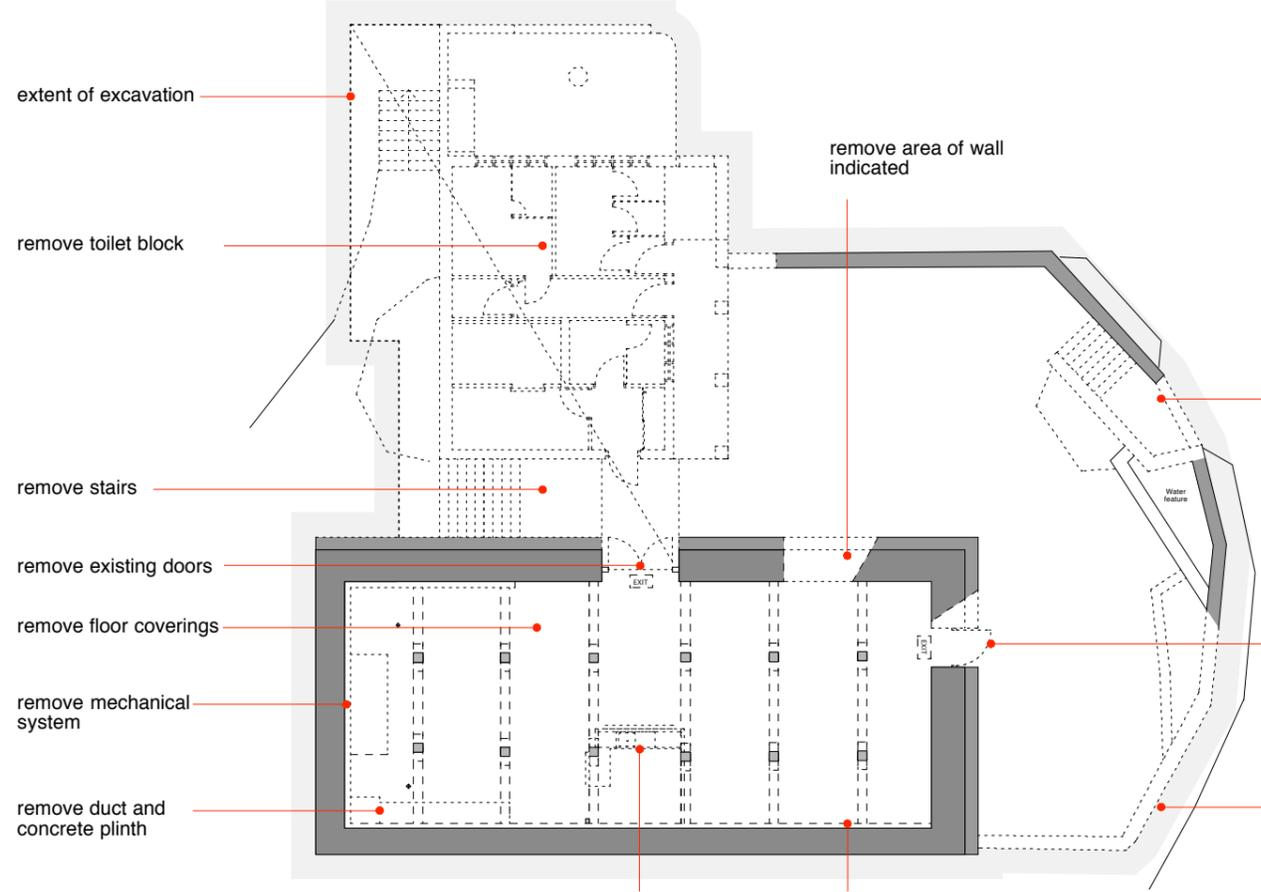 extent of excavation
remove area of wall
indicated
remove toilet block
remove stairs
Water
feature
remove existing doors
EXIT
remove floor coverings
EXIT
remove mechanical
system
remove duct and
concrete plinth